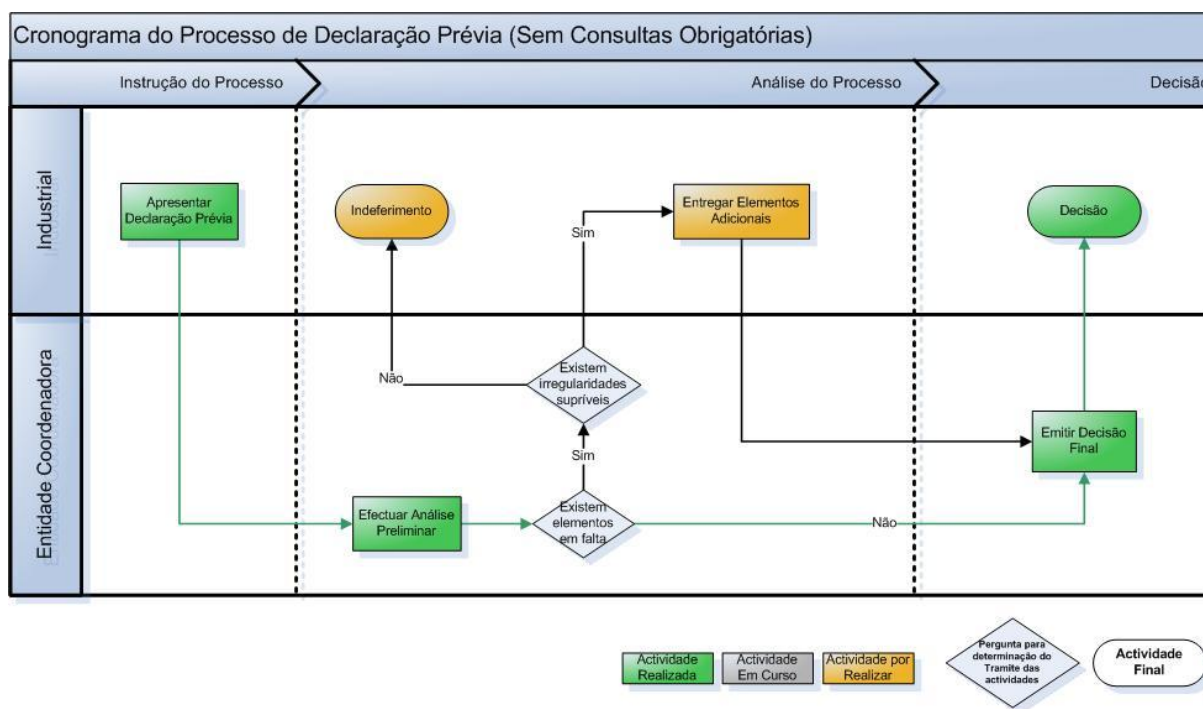 Cronograma do Processo de Declaração Prévia (Sem Consultas Obrigatórias)
Instrução do Processo
Análise do Processo
Decisão
Industrial
Apresentar
Declaração Prévia
Indeferimento
Entregar Elementos
Adicionais
Decisão
Sim
Entidade Coordenadora
Não
Existem
irregularidades
supríveis
Emitir Decisão
Final
Sim
Efectuar Análise
Preliminar
Existem
elementos
em falta
Não
Actividade
Realizada
Actividade
Em Curso
Actividade por
Realizar
Pergunta para
determinação do
Tramite das
actividades
Actividade
Final